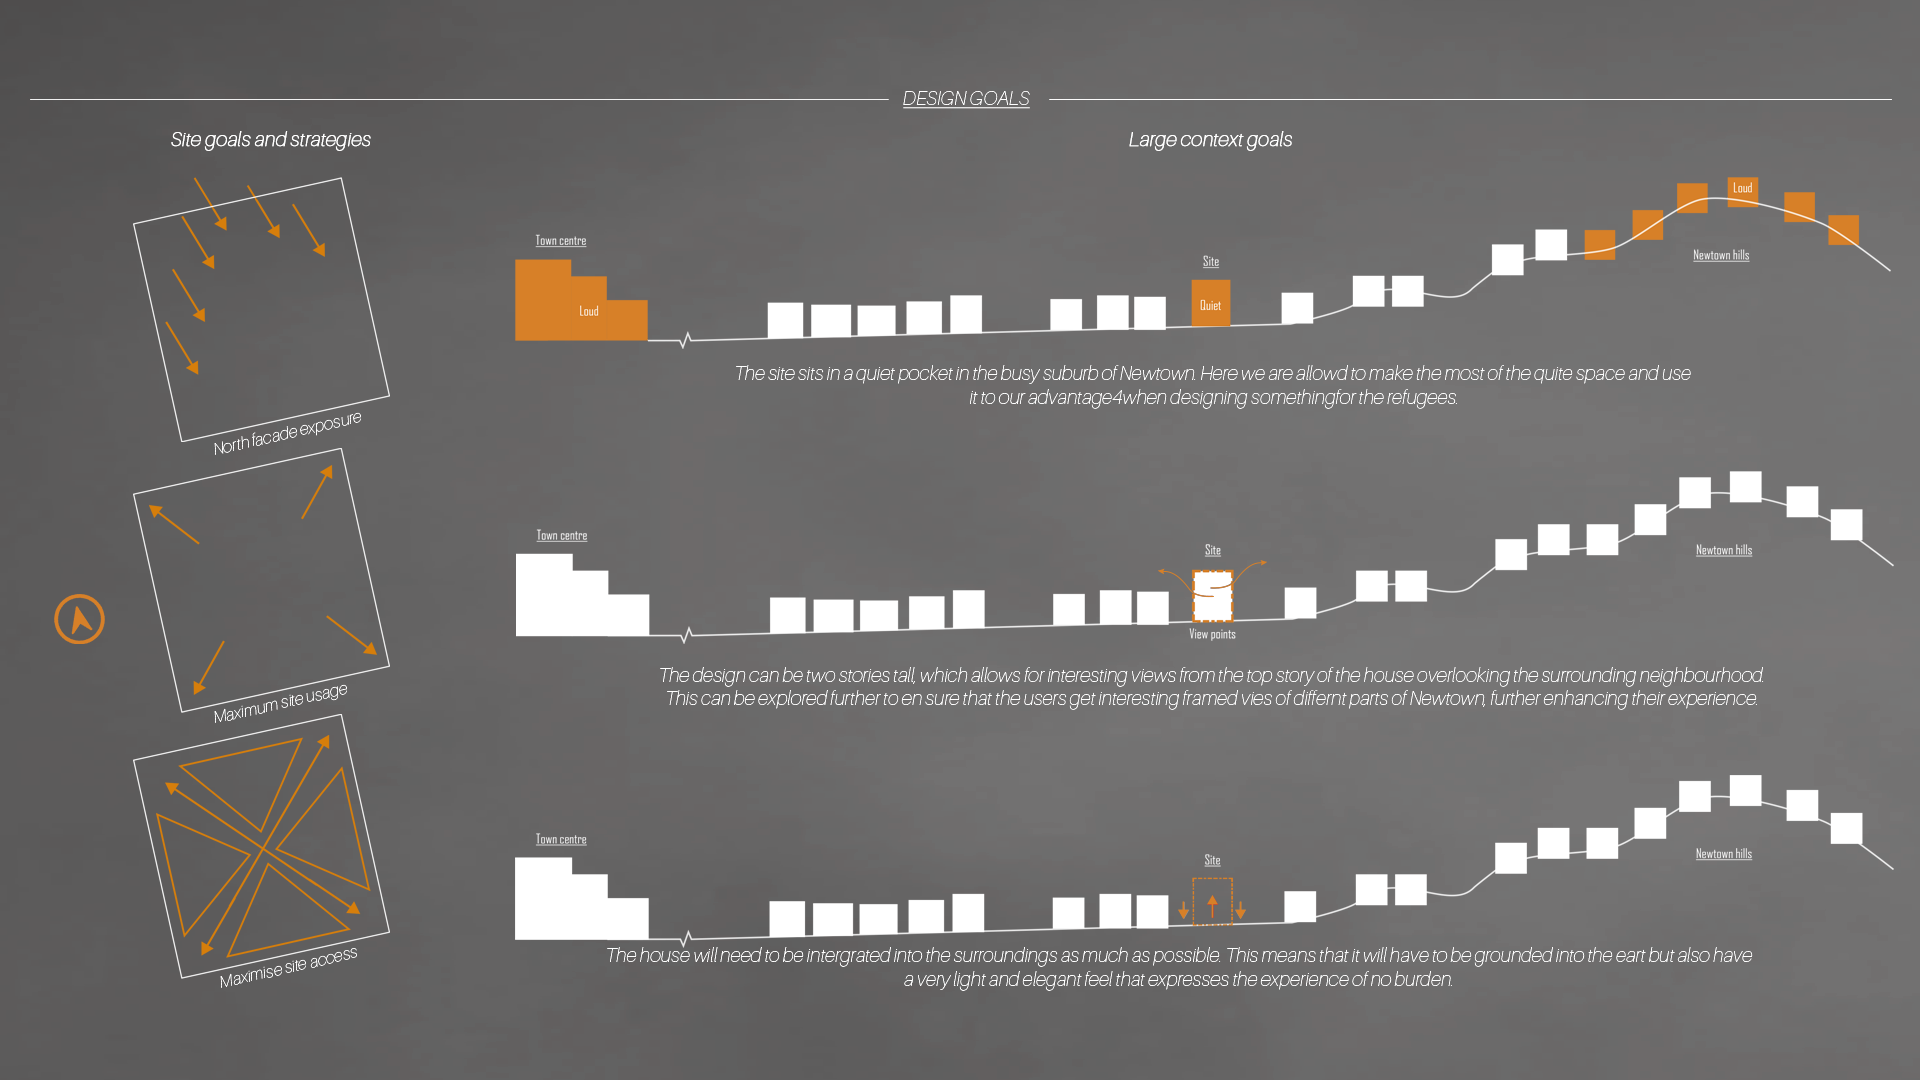 DESIGN GOALS
Site goals and strategies
North facade exposure
Maximum site usage
Maximise site access
Large context goals
Town centre
Loud
Site
Quiet
Loud
Newtown hills
The site sits in a quiet pocket in the busy suburb of Newtown. Here we are allowd to make the most of the quite space and use
it to our advantage4when designing somethingfor the refugees.
Town centre
Site
View points
Newtown hills
The design can be two stories tall, which allows for interesting views from the top story of the house overlooking the surrounding neighbourhood.
This can be explored further to en sure that the users get interesting framed vies of differnt parts of Newtown, further enhancing their experience.
Town centre
Site
Newtown hills
The house will need to be intergrated into the surroundings as much as possible. This means that it will have to be grounded into the eart but also have
a very light and elegant feel that expresses the experience of no burden.